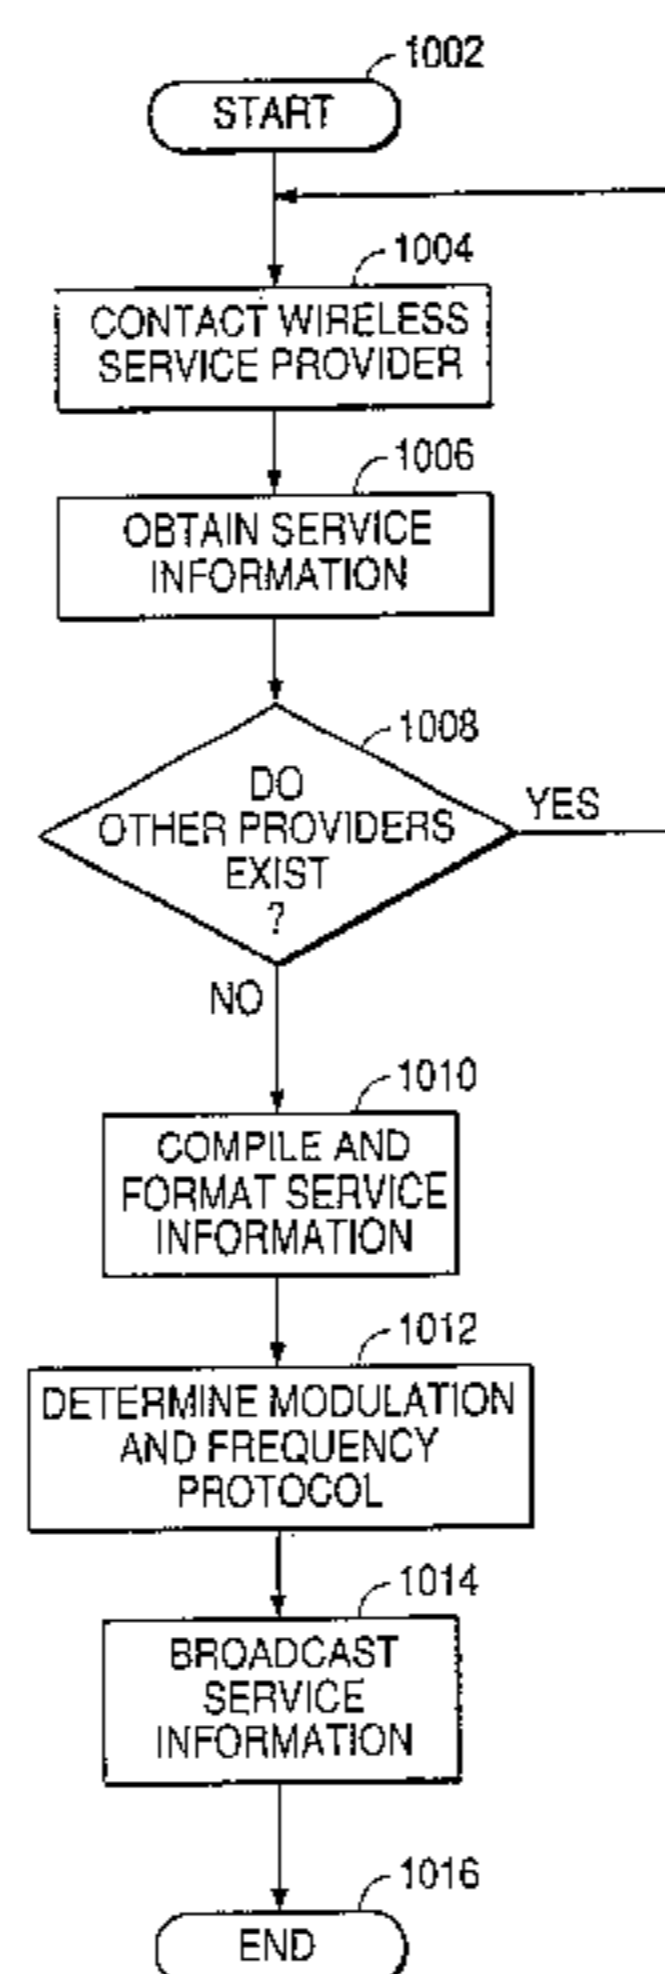 1002
START
1004
CONTACT WIRELESS
SERVICE PROVIDER
1006
OBTAIN SERVICE
INFORMATION
1008
DO
OTHER PROVIDERS
EXIST
?
YES
NO
1010
COMPILE AND
FORMAT SERVICE
INFORMATION
1012
DETERMINE MODULATION
AND FREQUENCY
PROTOCOL
1014
BROADCAST
SERVICE
INFORMATION
1016
END